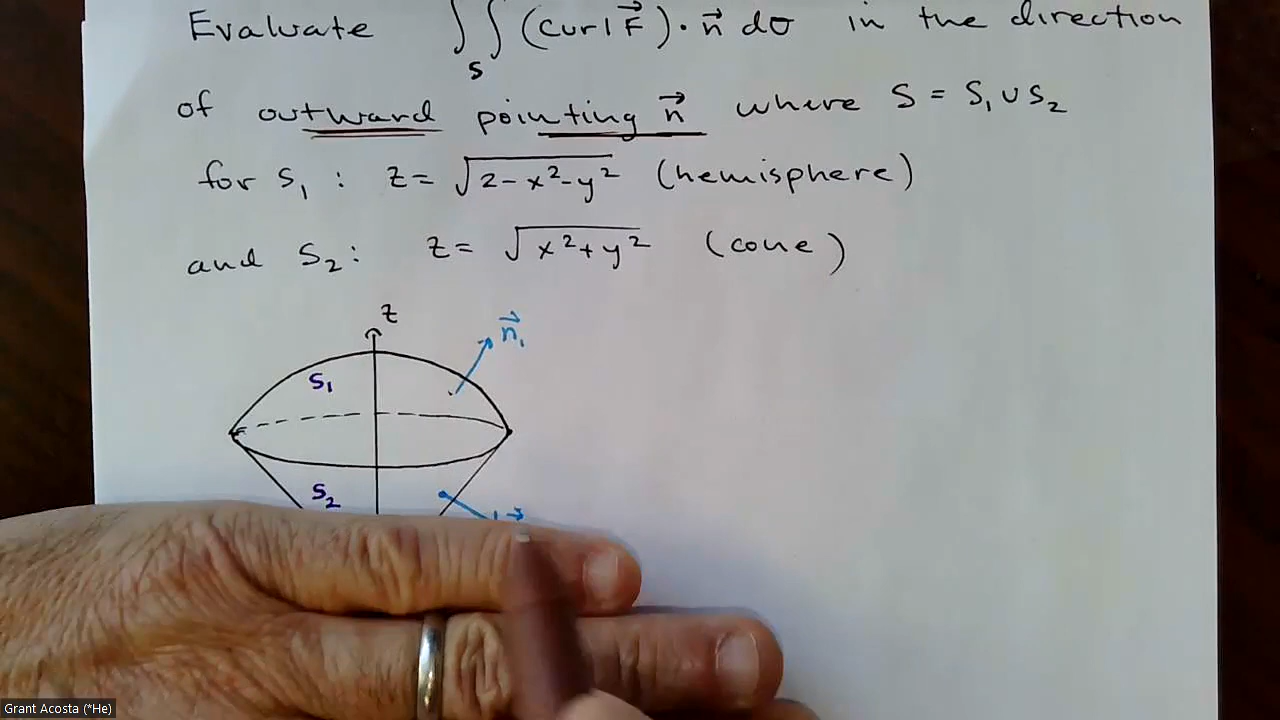 Evaluate ∫∫ (curl F⃗)·n⃗ dσ in the direction
S
of outward pointing n⃗ where S = S₁ ∪ S₂
for S₁ : z = √2-x²-y² (hemisphere)
and S₂: z = √x²+y² (cone)
z
n⃗₁
S₁
S₂
Grant Acosta (*He)